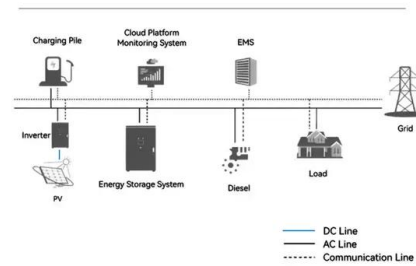 Charging Pile
Cloud Platform
Monitoring System
EMS
Grid
Inverter
PV
Energy Storage System
Diesel
Load
DC Line
AC Line
Communication Line